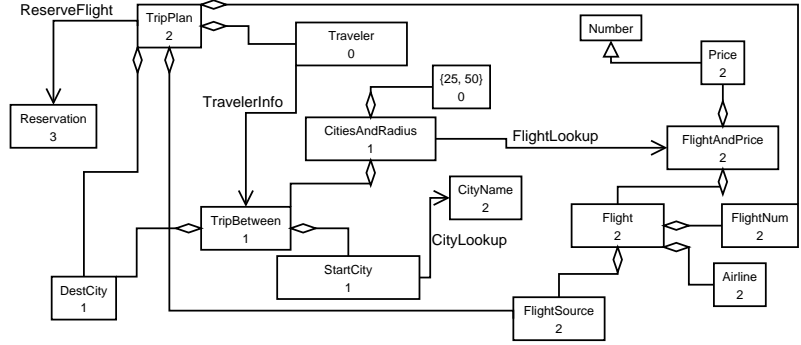 ReserveFlight
TripPlan
2
Traveler
0
Number
Price
2
{25, 50}
0
Reservation
3
TravelerInfo
CitiesAndRadius
1
FlightLookup
FlightAndPrice
2
CityName
2
TripBetween
1
CityLookup
Flight
2
FlightNum
2
StartCity
1
DestCity
1
Airline
2
FlightSource
2